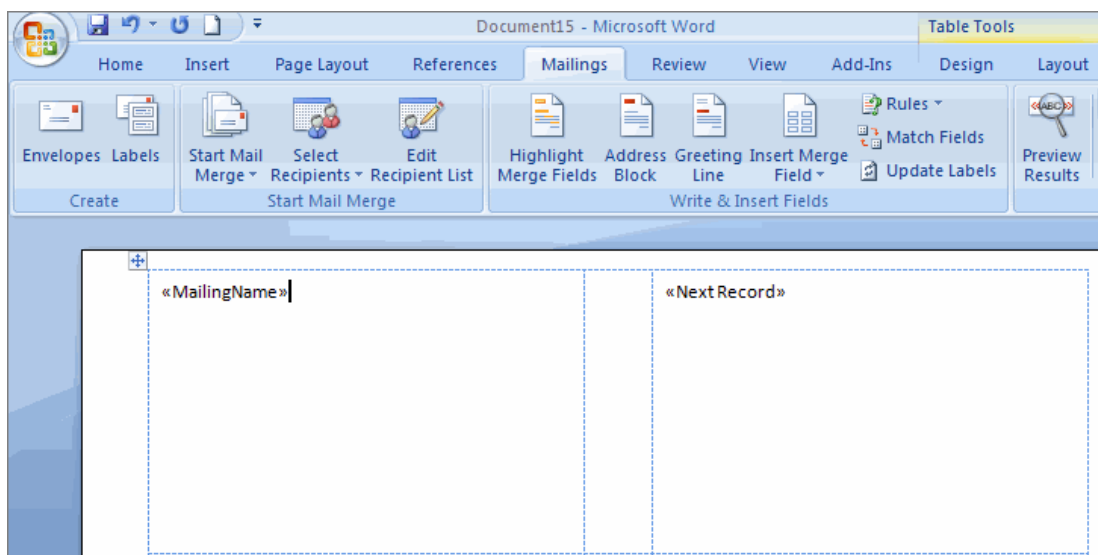 Document15 - Microsoft Word
Table Tools
Home Insert Page Layout References Mailings Review View Add-Ins Design Layout
Envelopes Labels
Create
Start Mail Merge
Select Recipients
Edit Recipient List
Start Mail Merge
Highlight Merge Fields
Address Block
Greeting Line
Insert Merge Field
Rules
Match Fields
Update Labels
Write & Insert Fields
ABC
Preview Results
«MailingName»
«Next Record»